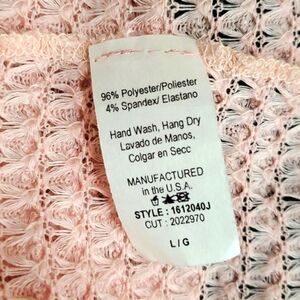 96% Polyester/Poliester
4% Spandex/ Elastano
Hand Wash, Hang Dry
Lavado de Manos,
Colgar en Secc
MANUFACTURED
in the U.S.A.
STYLE : 1612040J
CUT : 2022970
L/G